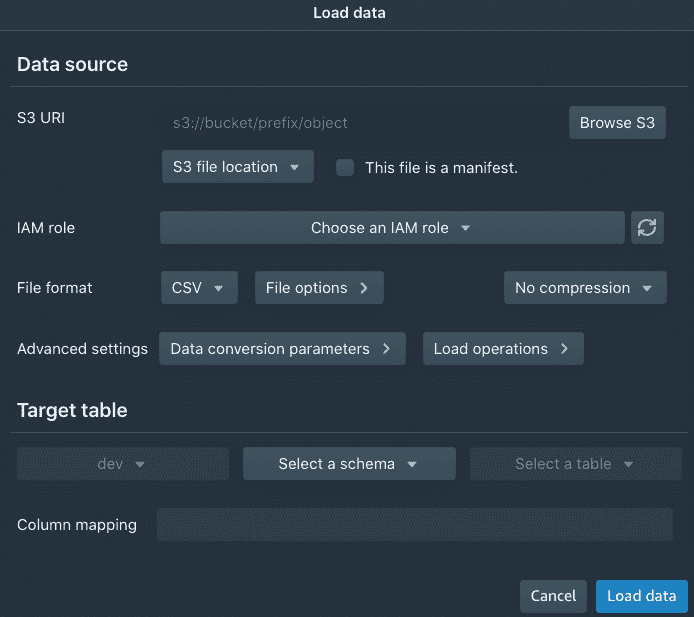 Load data
Data source
S3 URI
s3://bucket/prefix/object
Browse S3
S3 file location
This file is a manifest.
IAM role
Choose an IAM role
File format
CSV
File options
No compression
Advanced settings
Data conversion parameters
Load operations
Target table
dev
Select a schema
Select a table
Column mapping
Cancel
Load data